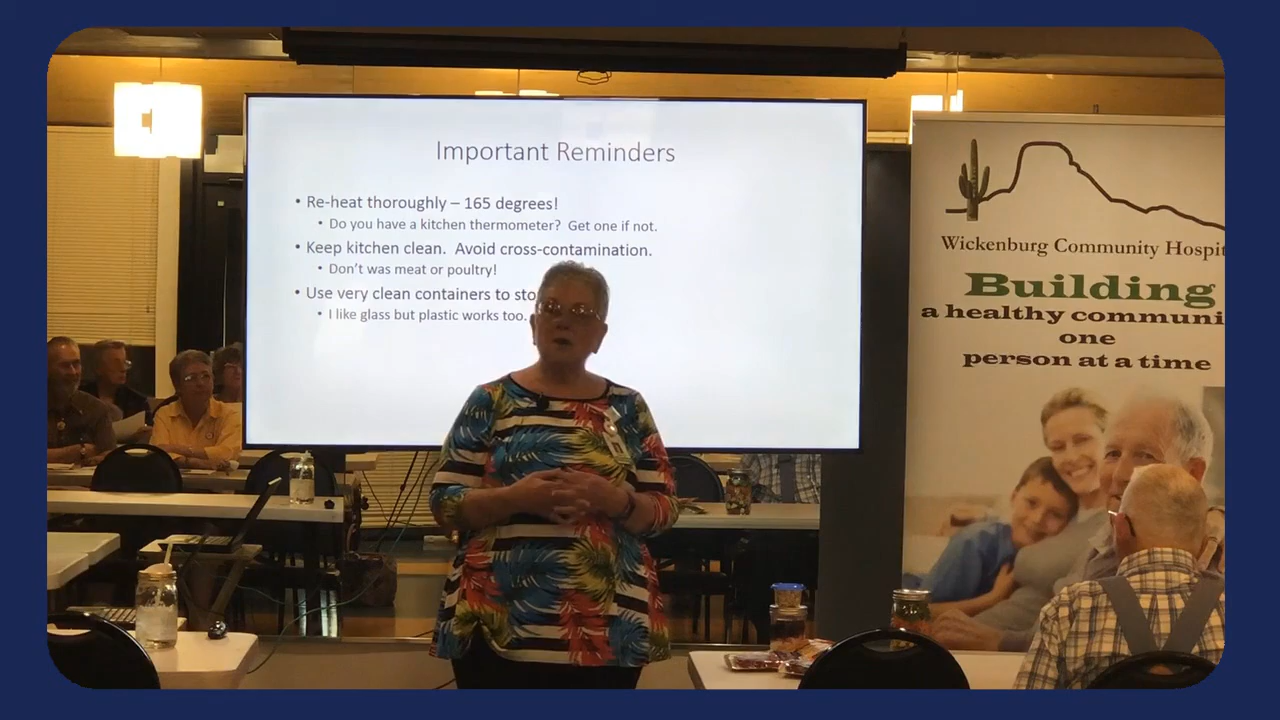 Important Reminders
• Re-heat thoroughly – 165 degrees!
• Do you have a kitchen thermometer? Get one if not.
• Keep kitchen clean. Avoid cross-contamination.
• Don't was meat or poultry!
• Use very clean containers to sto
• I like glass but plastic works too.
Wickenburg Community Hospit
Building
a healthy communi
one
person at a time